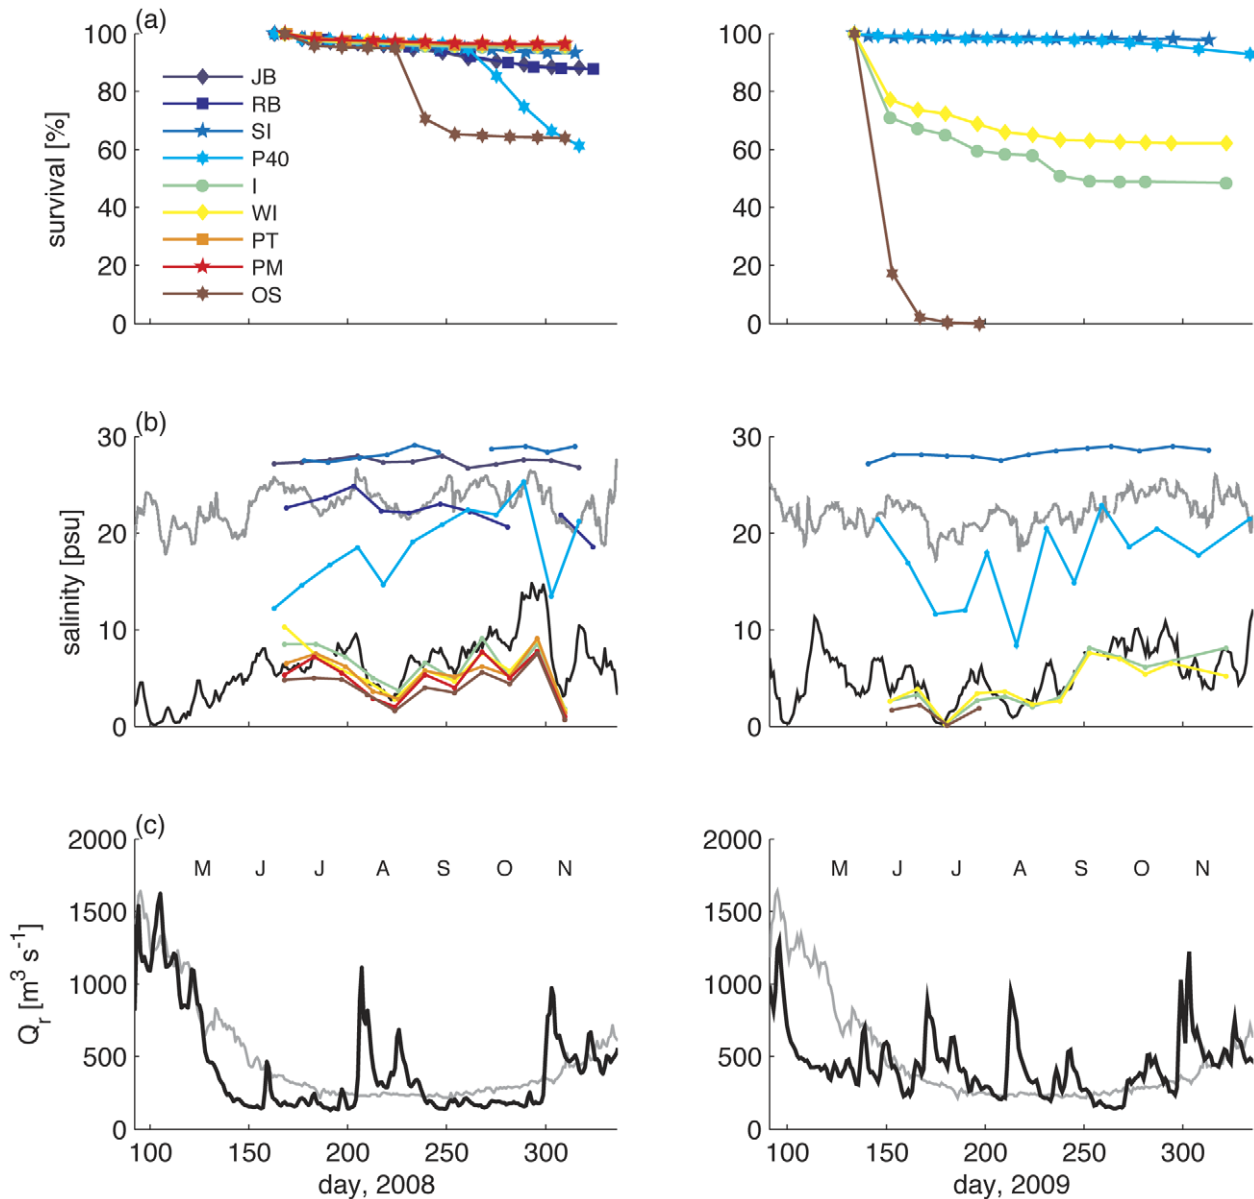 (a)
survival [%]
100
80
60
40
20
0
JB
RB
SI
P40
I
WI
PT
PM
OS
100
80
60
40
20
0
(b)
salinity [psu]
30
20
10
0
30
20
10
0
(c)
Q_r [m³ s⁻¹]
2000
1500
1000
500
0
M J J A S O N
100 150 200 250 300
day, 2008
2000
1500
1000
500
0
M J J A S O N
100 150 200 250 300
day, 2009